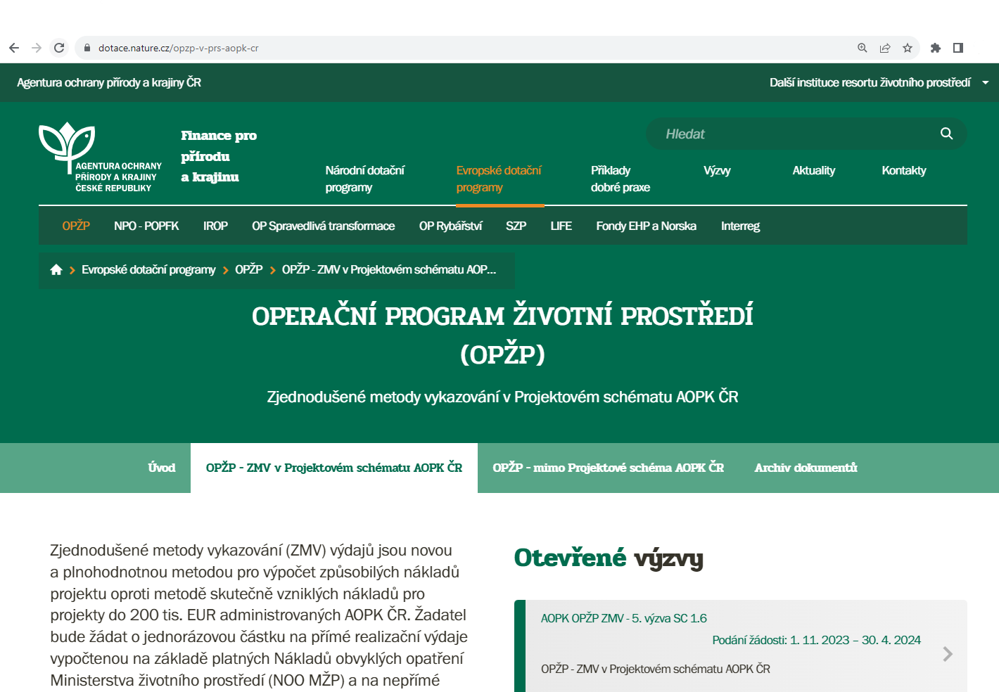 dotace.nature.cz/opzp-v-prs-aopk-cr
Agentura ochrany přírody a krajiny ČR
Další instituce resortu životního prostředí
AGENTURA OCHRANY
PŘÍRODY A KRAJINY
ČESKÉ REPUBLIKY
Finance pro
přírodu
a krajinu
Hledat
Národní dotační
programy
Evropské dotační
programy
Příklady
dobré praxe
Výzvy
Aktuality
Kontakty
OPŽP
NPO - POPFK
IROP
OP Spravedlivá transformace
OP Rybářství
SZP
LIFE
Fondy EHP a Norska
Interreg
Evropské dotační programy
OPŽP
OPŽP - ZMV v Projektovém schématu AOP...
OPERAČNÍ PROGRAM ŽIVOTNÍ PROSTŘEDÍ
(OPŽP)
Zjednodušené metody vykazování v Projektovém schématu AOPK ČR
Úvod
OPŽP - ZMV v Projektovém schématu AOPK ČR
OPŽP - mimo Projektové schéma AOPK ČR
Archiv dokumentů
Zjednodušené metody vykazování (ZMV) výdajů jsou novou
a plnohodnotnou metodou pro výpočet způsobilých nákladů
projektu oproti metodě skutečně vzniklých nákladů pro
projekty do 200 tis. EUR administrovaných AOPK ČR. Žadatel
bude žádat o jednorázovou částku na přímé realizační výdaje
vypočtenou na základě platných Nákladů obvyklých opatření
Ministerstva životního prostředí (NOO MŽP) a na nepřímé
Otevřené výzvy
AOPK OPŽP ZMV - 5. výzva SC 1.6
Podání žádosti: 1. 11. 2023 – 30. 4. 2024
OPŽP - ZMV v Projektovém schématu AOPK ČR